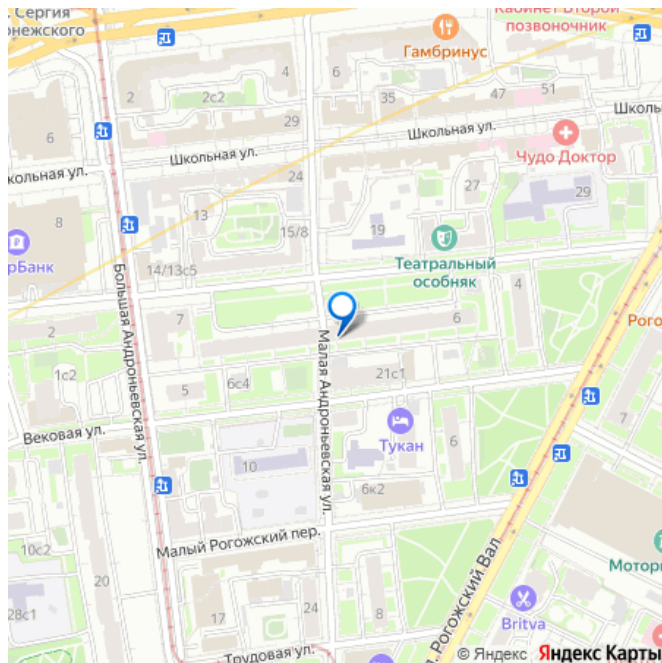 . Сергия
онежского
Кабинет Второй
позвоночник
Гамбринус
4
6
2
2с2
35
47
51
29
6
Школьная ул.
Школь
Чудо Доктор
кольная ул.
Школьная ул.
24
27
29
13
8
15/8
19
рБанк
Театральный
особняк
14/13с5
4
Большая Андроньевская ул.
Малая Андроньевская ул.
7
6
2
Рого
1с2
5
6с4
21с1
Вековая ул.
Тукан
6
7
10
6к2
Малый Рогожский пер.
10с2
20
Мотор
28с1
17
24
8
Britva
л. Рогожский Вал
Трудовая ул.
© Яндекс Яндекс Карты